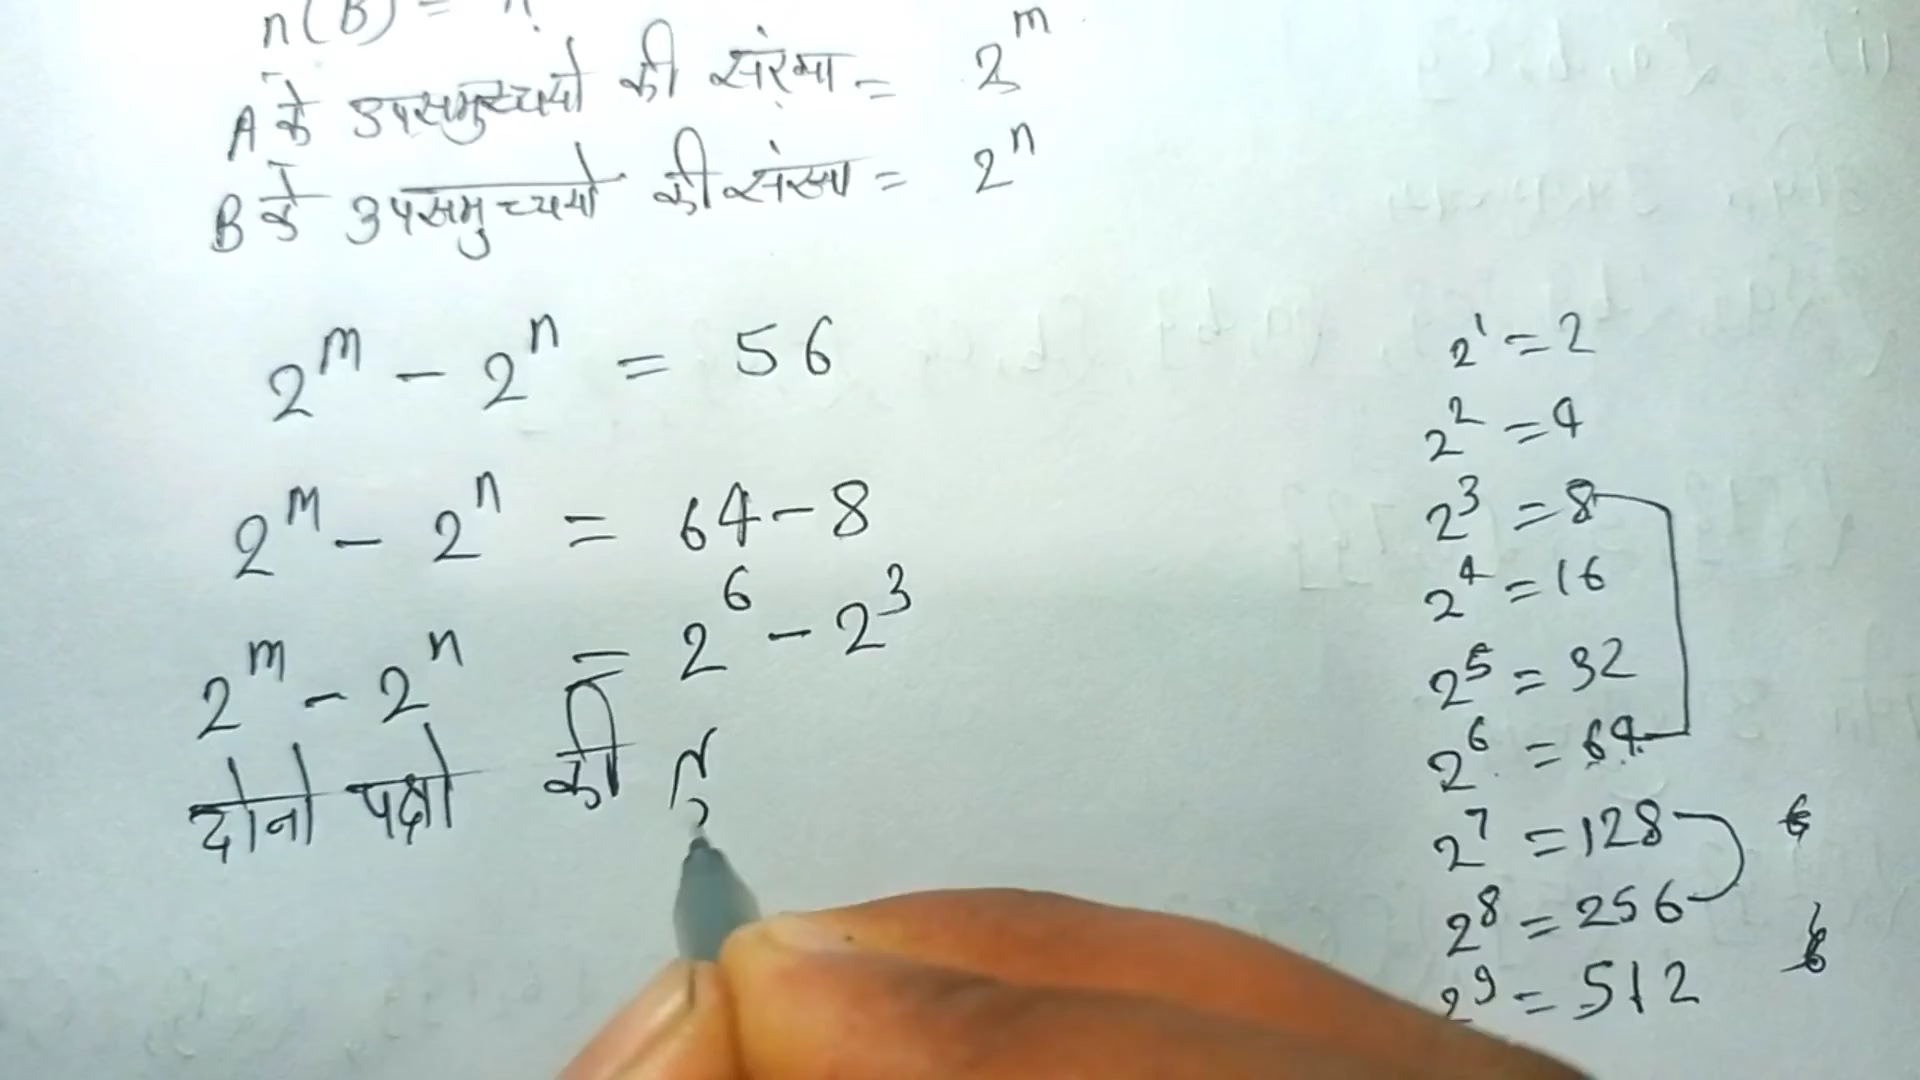 n(B) = n
A के उपसमुच्चयों की संख्या = 2^m
B के उपसमुच्चयों की संख्या = 2^n
2^m - 2^n = 56
2^m - 2^n = 64 - 8
2^m - 2^n = 2^6 - 2^3
दोनो पक्षो की
2^1 = 2
2^2 = 4
2^3 = 8
2^4 = 16
2^5 = 32
2^6 = 64
2^7 = 128
2^8 = 256
2^9 = 512